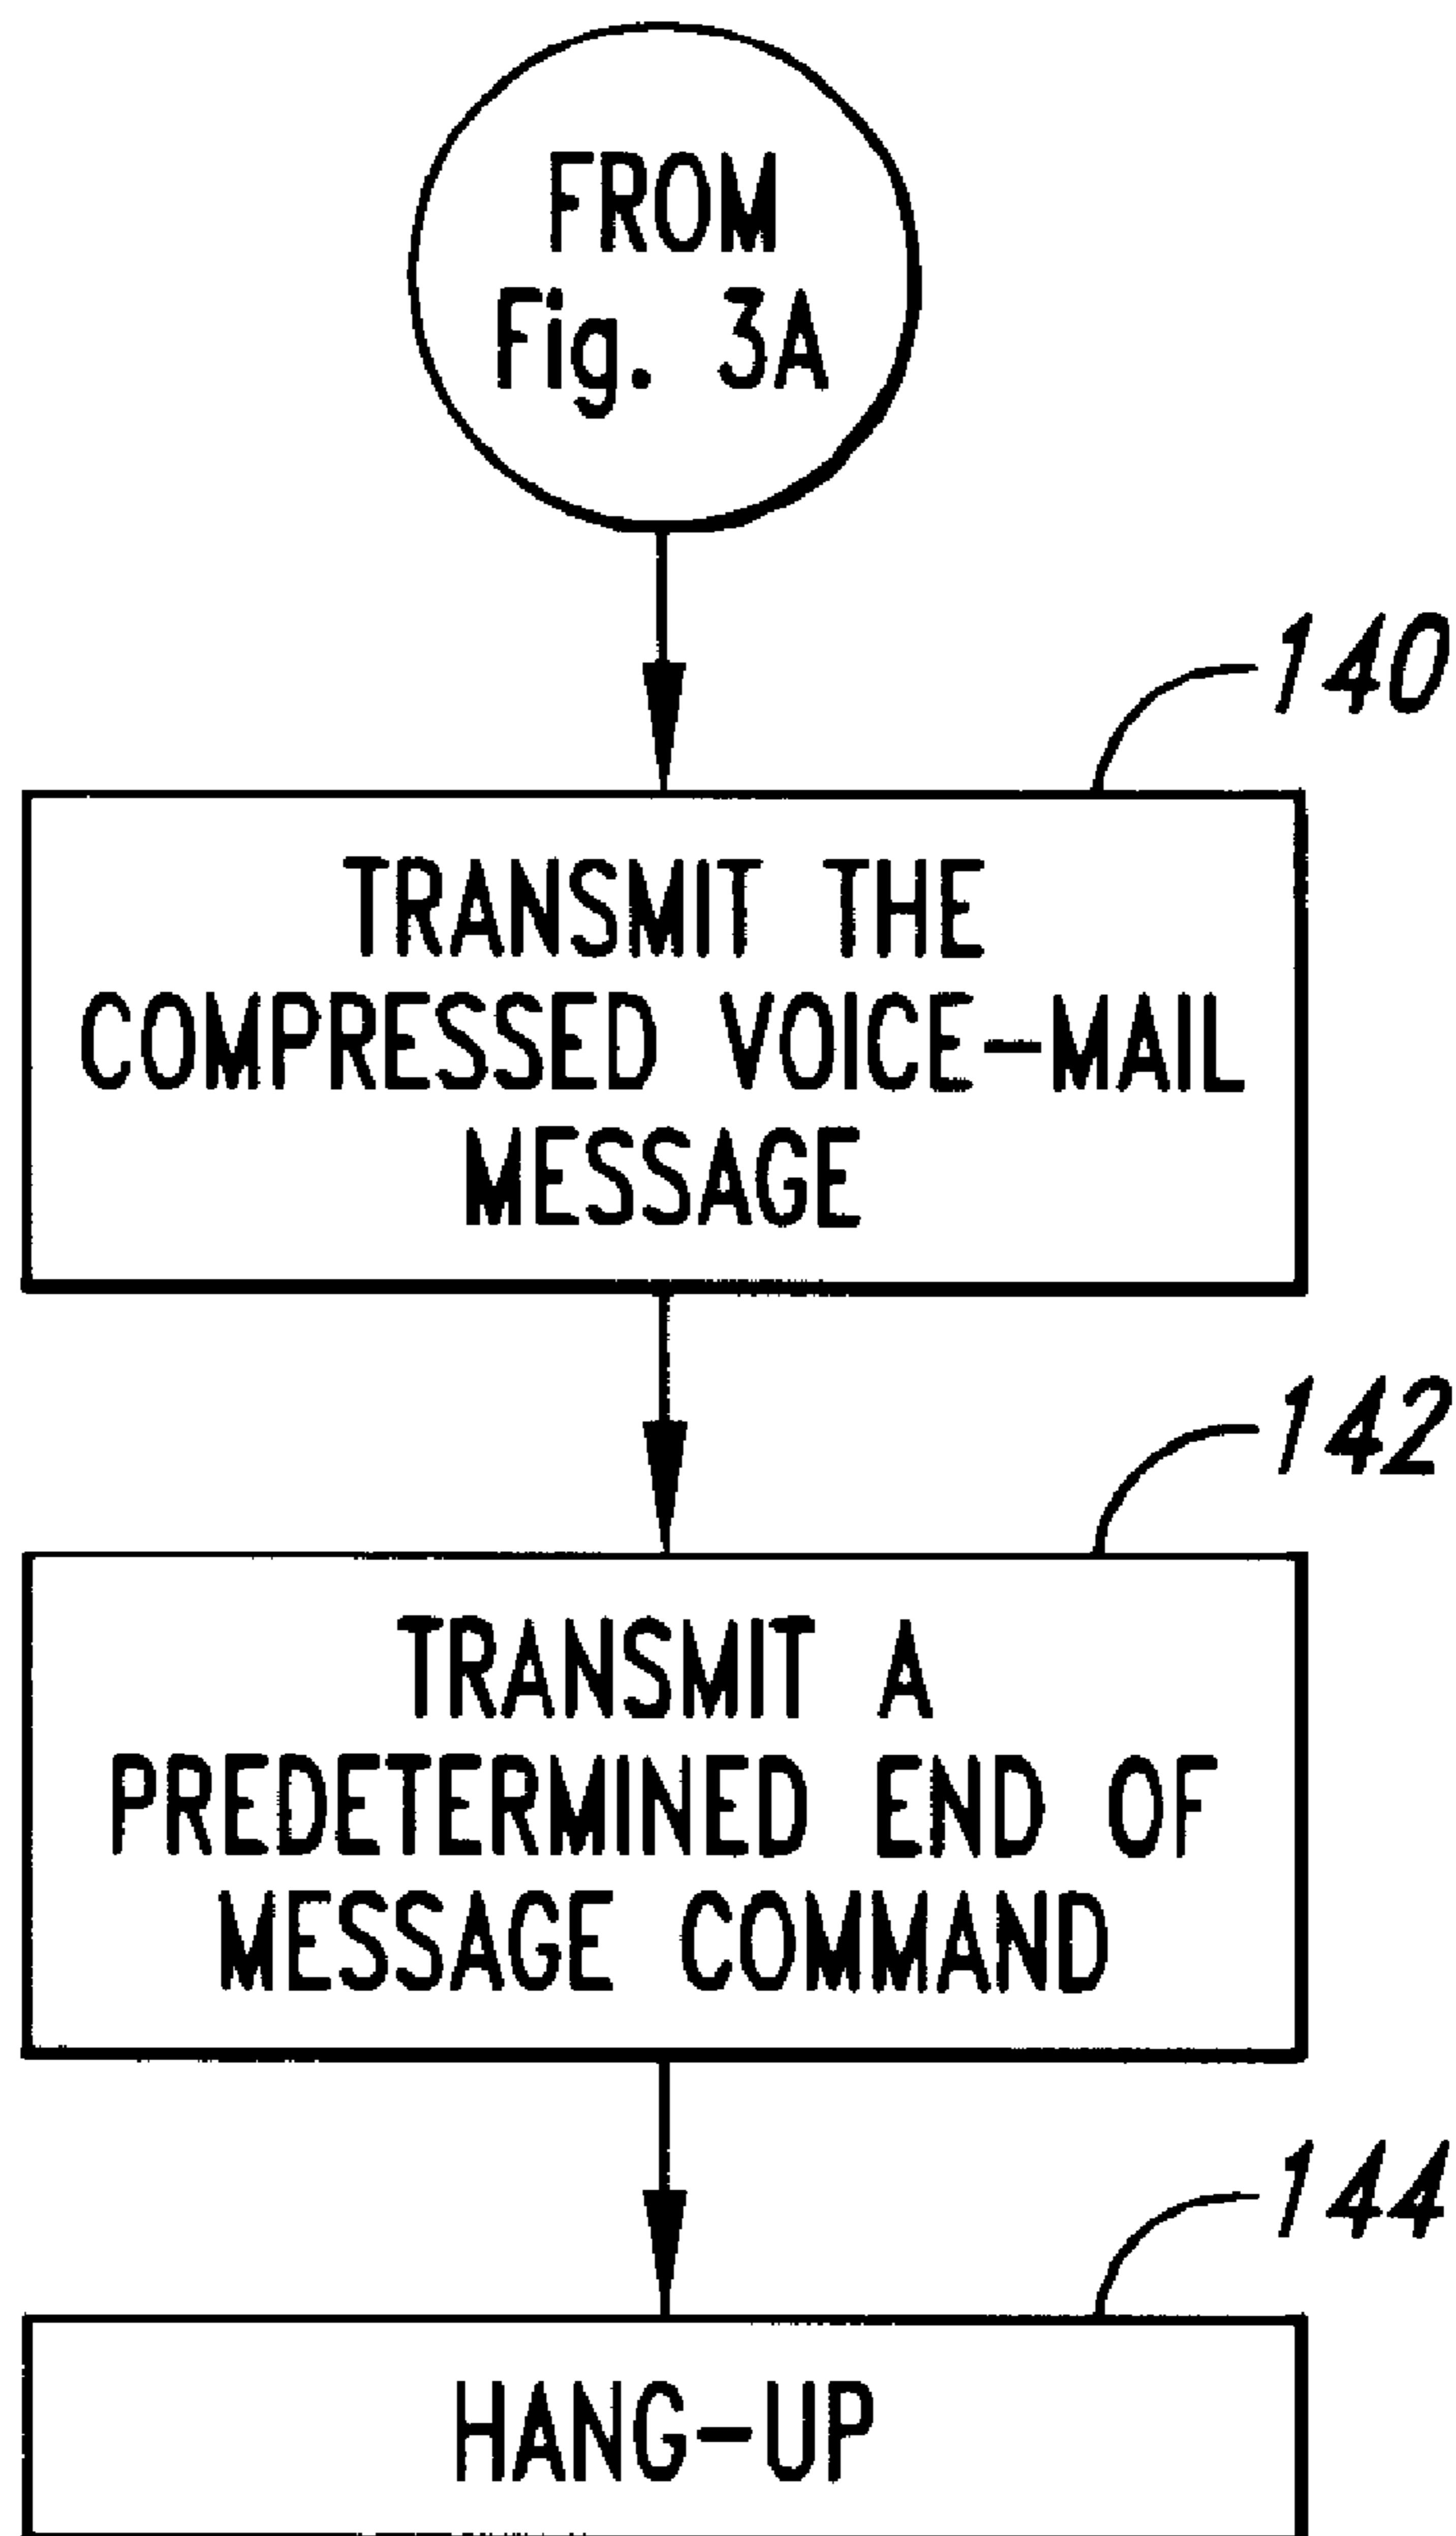 FROM
Fig. 3A
140
TRANSMIT THE
COMPRESSED VOICE-MAIL
MESSAGE
142
TRANSMIT A
PREDETERMINED END OF
MESSAGE COMMAND
144
HANG-UP